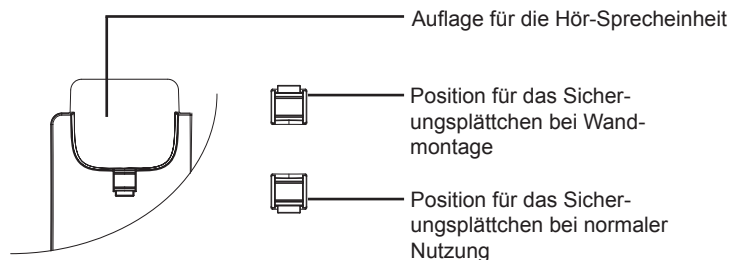 Auflage für die Hör-Sprecheinheit
Position für das Sicher-
ungsplättchen bei Wand-
montage
Position für das Sicher-
ungsplättchen bei normaler
Nutzung